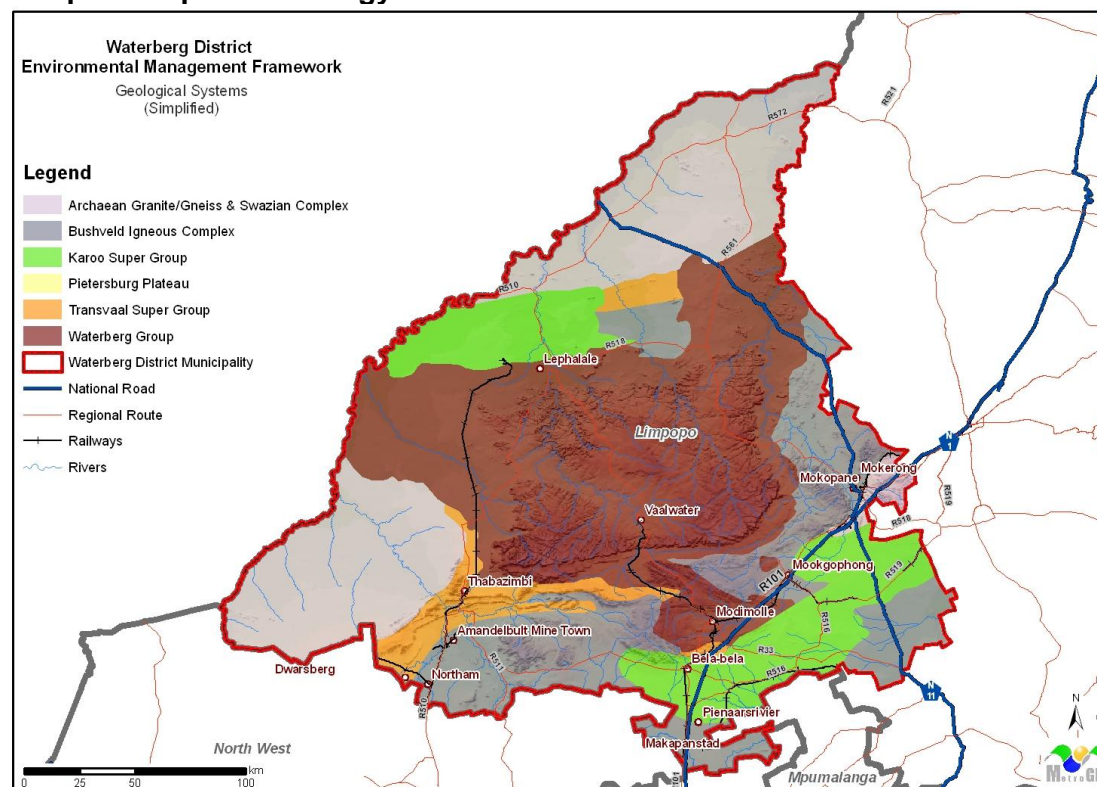 Waterberg District
Environmental Management Framework
Geological Systems
(Simplified)
Legend
Archaean Granite/Gneiss & Swazian Complex
Bushveld Igneous Complex
Karoo Super Group
Pietersburg Plateau
Transvaal Super Group
Waterberg Group
Waterberg District Municipality
National Road
Regional Route
Railways
Rivers
R521
R572
R561
R510
R518
Lephalale
Limpopo
Mokerong
Mokopane
N
1
R519
Vaalwater
R518
R519
Mookgophong
R101
Thabazimbi
Modimolle
R516
Amandelbult Mine Town
R511
R33
Bela-bela
R516
Dwarsberg
Northam
R510
N
11
Pienaarsrivier
Makapanstad
North West
Mpumalanga
R101
km
0 25 50 100
N